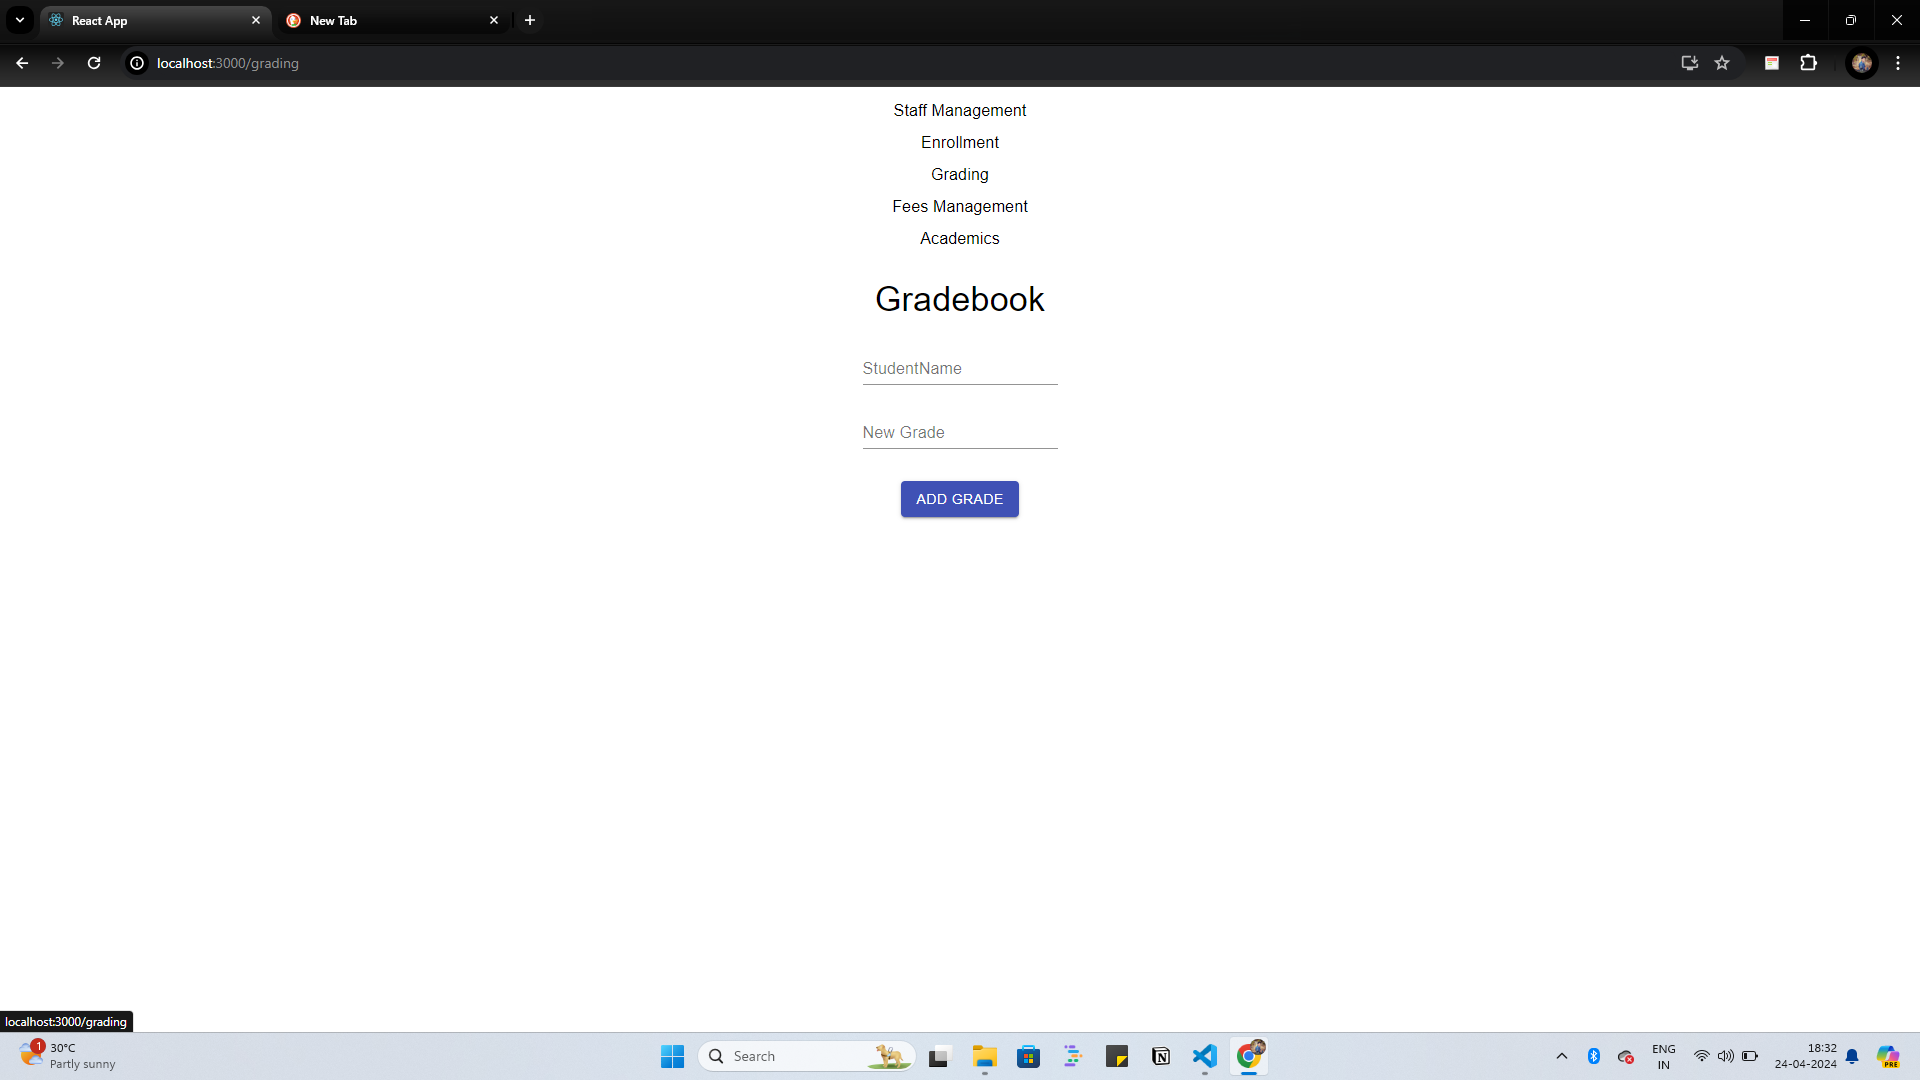 React App
New Tab
localhost:3000/grading
Staff Management
Enrollment
Grading
Fees Management
Academics
Gradebook
StudentName
New Grade
ADD GRADE
localhost:3000/grading
1
30°C
Partly sunny
Search
ENG
IN
18:32
24-04-2024
PRE